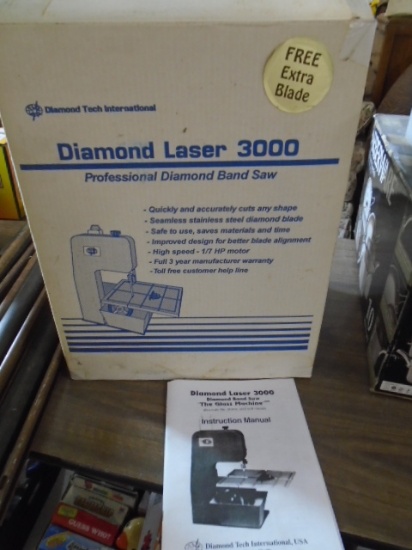 FREE
Extra
Blade
Diamond Tech International
Diamond Laser 3000
Professional Diamond Band Saw
- Quickly and accurately cuts any shape
- Seamless stainless steel diamond blade
- Safe to use, saves materials and time
- Improved design for better blade alignment
- High speed - 1/7 HP motor
- Full 3 year manufacturer warranty
- Toll free customer help line
Diamond Laser 3000
Diamond Band Saw
"The Glass Machine"
Instruction Manual
Diamond Tech International, USA
GUESS WHO?